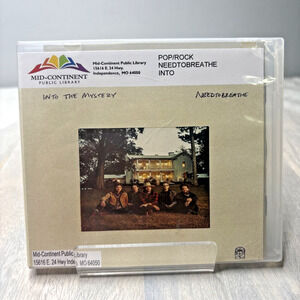 MID-CONTINENT
PUBLIC LIBRARY
Mid-Continent Public Library
15616 E. 24 Hwy.
Independence, MO 64050
POP/ROCK
NEEDTOBREATHE
INTO
INTO THE MYSTERY
NEEDTOBREATHE
Mid-Continent Public Library
15616 E. 24 Hwy Inde MO 64050